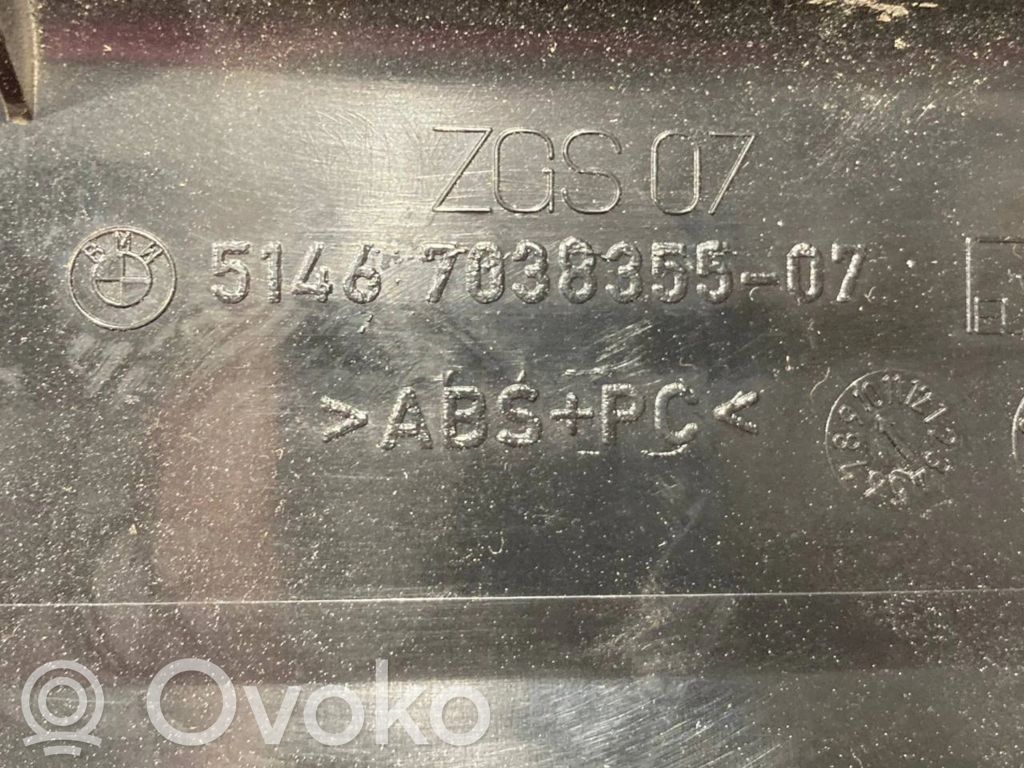 ZGS 07
BMW 5146 7038355-07
>ABS+PC<
Ovoko